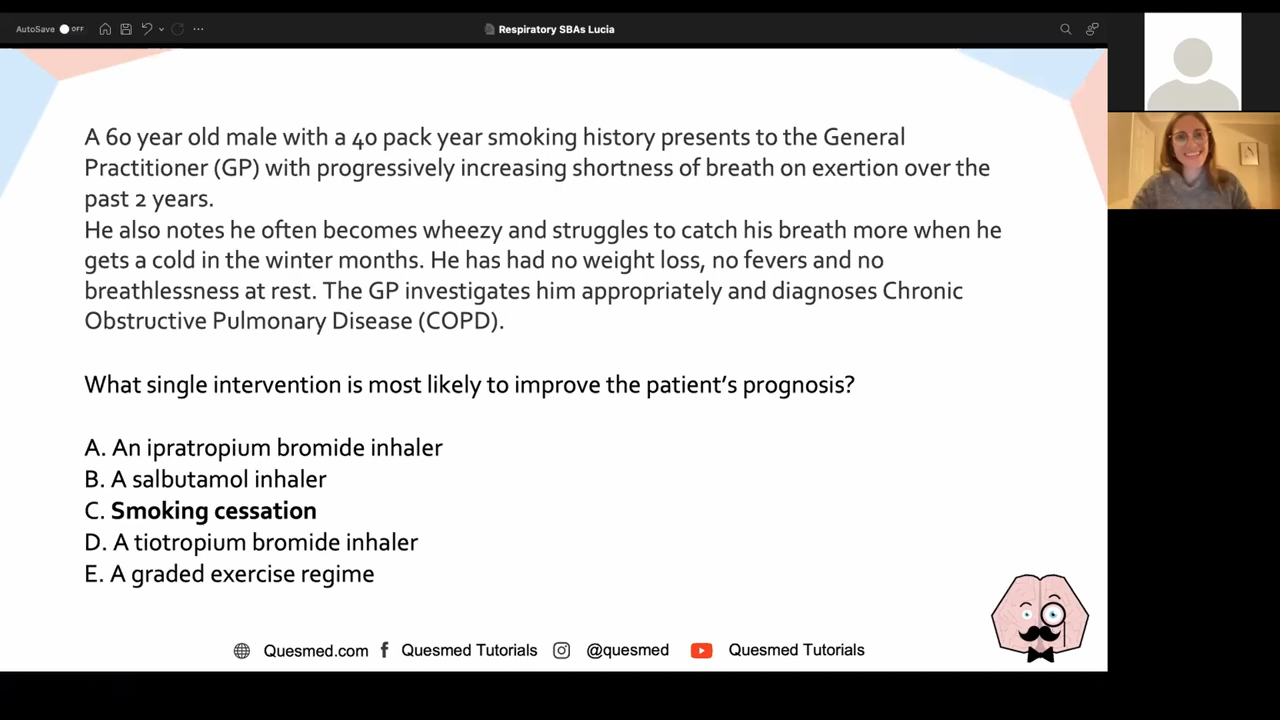 AutoSave OFF
Respiratory SBAs Lucia
A 60 year old male with a 40 pack year smoking history presents to the General
Practitioner (GP) with progressively increasing shortness of breath on exertion over the
past 2 years.
He also notes he often becomes wheezy and struggles to catch his breath more when he
gets a cold in the winter months. He has had no weight loss, no fevers and no
breathlessness at rest. The GP investigates him appropriately and diagnoses Chronic
Obstructive Pulmonary Disease (COPD).
What single intervention is most likely to improve the patient’s prognosis?
A. An ipratropium bromide inhaler
B. A salbutamol inhaler
C. Smoking cessation
D. A tiotropium bromide inhaler
E. A graded exercise regime
Quesmed.com Quesmed Tutorials @quesmed Quesmed Tutorials